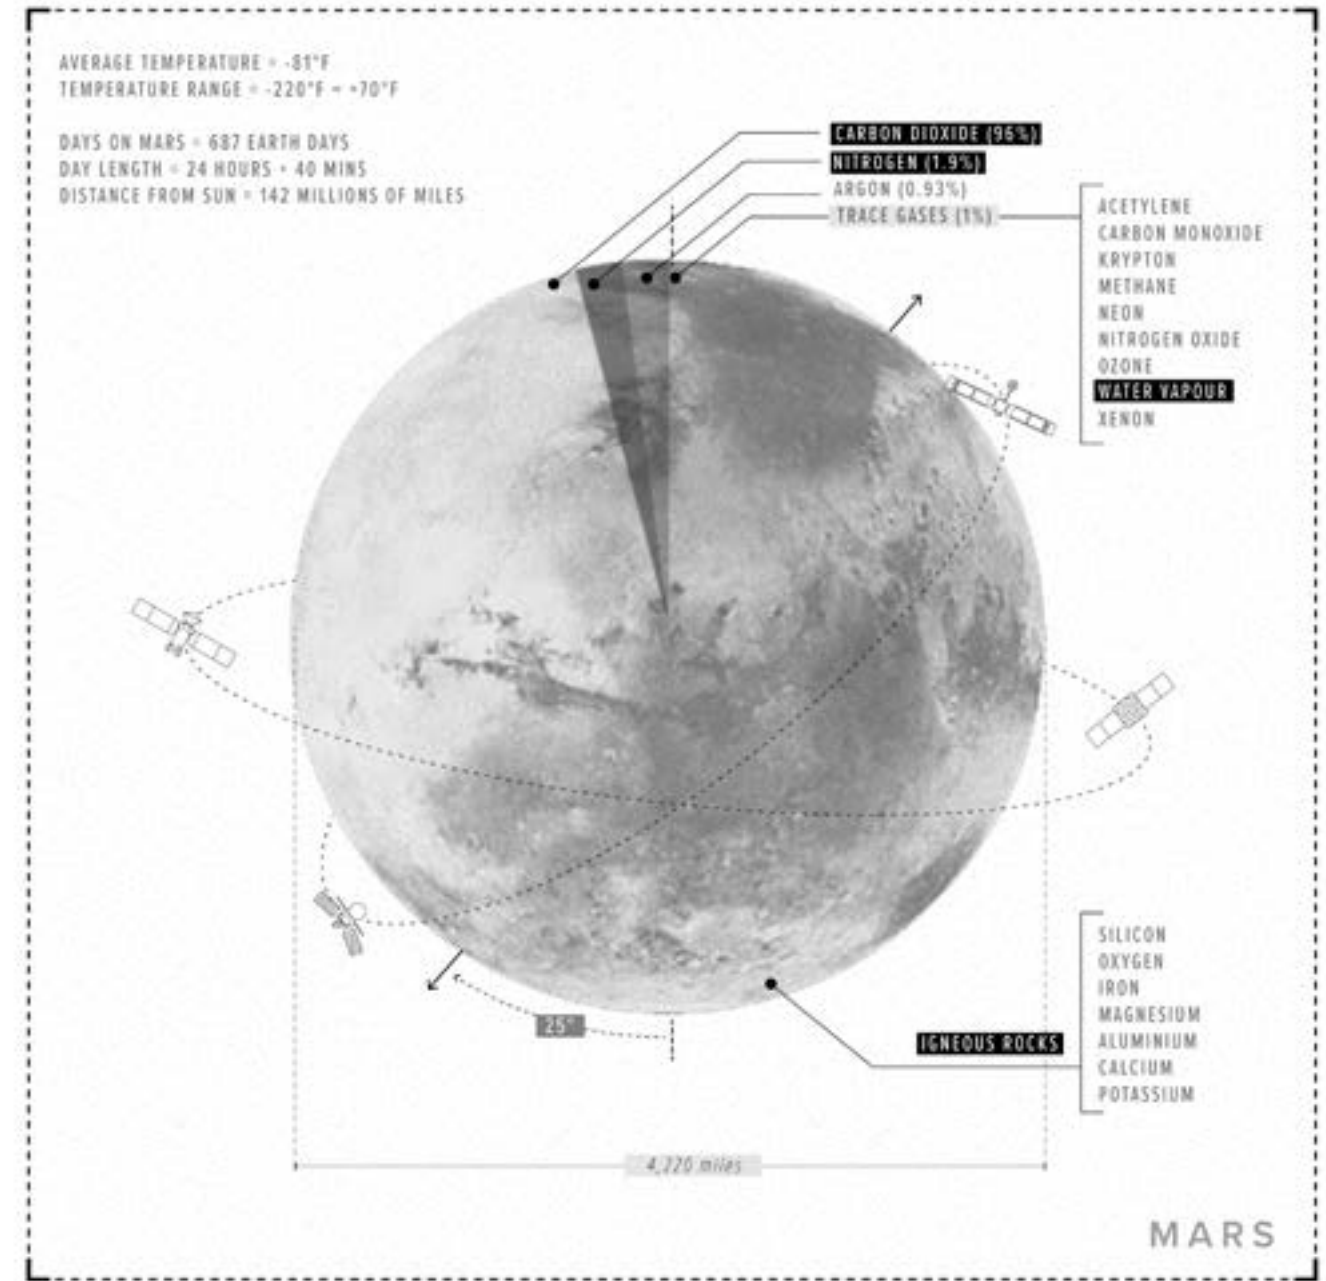 AVERAGE TEMPERATURE = -81°F
TEMPERATURE RANGE = -220°F = +70°F
DAYS ON MARS = 687 EARTH DAYS
DAY LENGTH = 24 HOURS + 40 MINS
DISTANCE FROM SUN = 142 MILLIONS OF MILES
CARBON DIOXIDE (96%)
NITROGEN (1.9%)
ARGON (0.93%)
TRACE GASES (1%)
ACETYLENE
CARBON MONOXIDE
KRYPTON
METHANE
NEON
NITROGEN OXIDE
OZONE
WATER VAPOUR
XENON
25°
SILICON
OXYGEN
IRON
MAGNESIUM
ALUMINIUM
CALCIUM
POTASSIUM
IGNEOUS ROCKS
4,220 miles
MARS